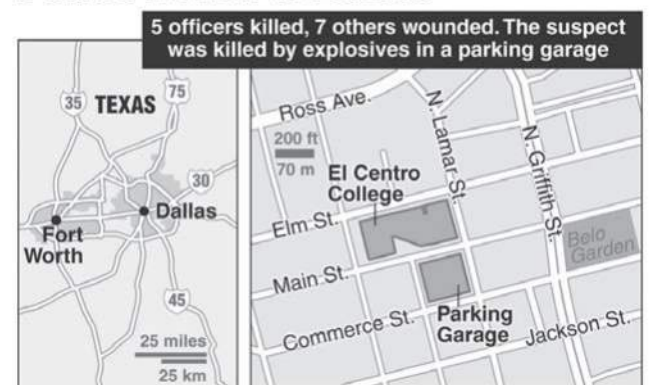 5 officers killed, 7 others wounded. The suspect
was killed by explosives in a parking garage
35
TEXAS
75
30
Dallas
Fort
Worth
45
25 miles
25 km
Ross Ave.
200 ft
70 m
N. Lamar St.
N. Griffith St.
El Centro
College
Elm St.
Belo
Garden
Main St.
Parking
Garage
Commerce St.
Jackson St.